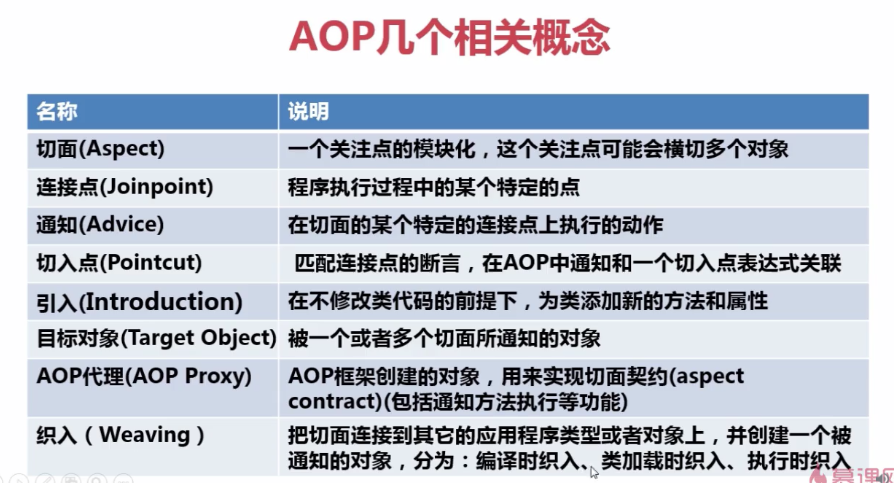 AOP几个相关概念
名称 说明
切面(Aspect) 一个关注点的模块化，这个关注点可能会横切多个对象
连接点(Joinpoint) 程序执行过程中的某个特定的点
通知(Advice) 在切面的某个特定的连接点上执行的动作
切入点(Pointcut) 匹配连接点的断言，在AOP中通知和一个切入点表达式关联
引入(Introduction) 在不修改类代码的前提下，为类添加新的方法和属性
目标对象(Target Object) 被一个或者多个切面所通知的对象
AOP代理(AOP Proxy) AOP框架创建的对象，用来实现切面契约(aspect
contract)(包括通知方法执行等功能)
织入（Weaving） 把切面连接到其它的应用程序类型或者对象上，并创建一个被
通知的对象，分为：编译时织入、类加载时织入、执行时织入
慕课网